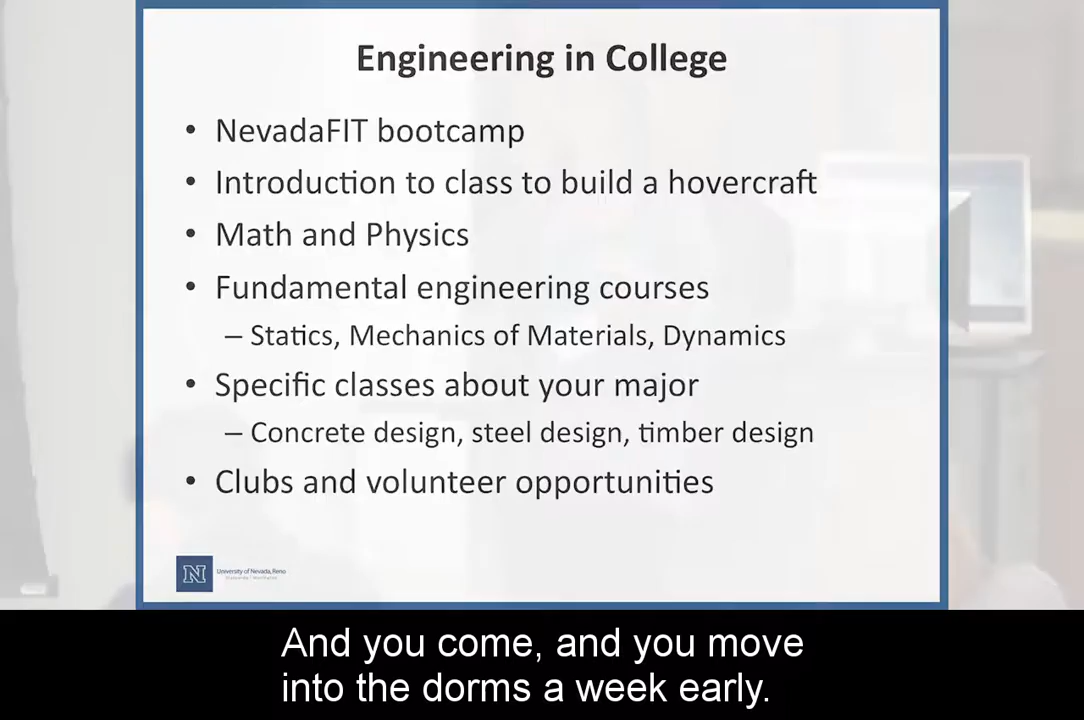 Engineering in College
• NevadaFIT bootcamp
• Introduction to class to build a hovercraft
• Math and Physics
• Fundamental engineering courses
– Statics, Mechanics of Materials, Dynamics
• Specific classes about your major
– Concrete design, steel design, timber design
• Clubs and volunteer opportunities
N
University of Nevada, Reno
And you come, and you move
into the dorms a week early.